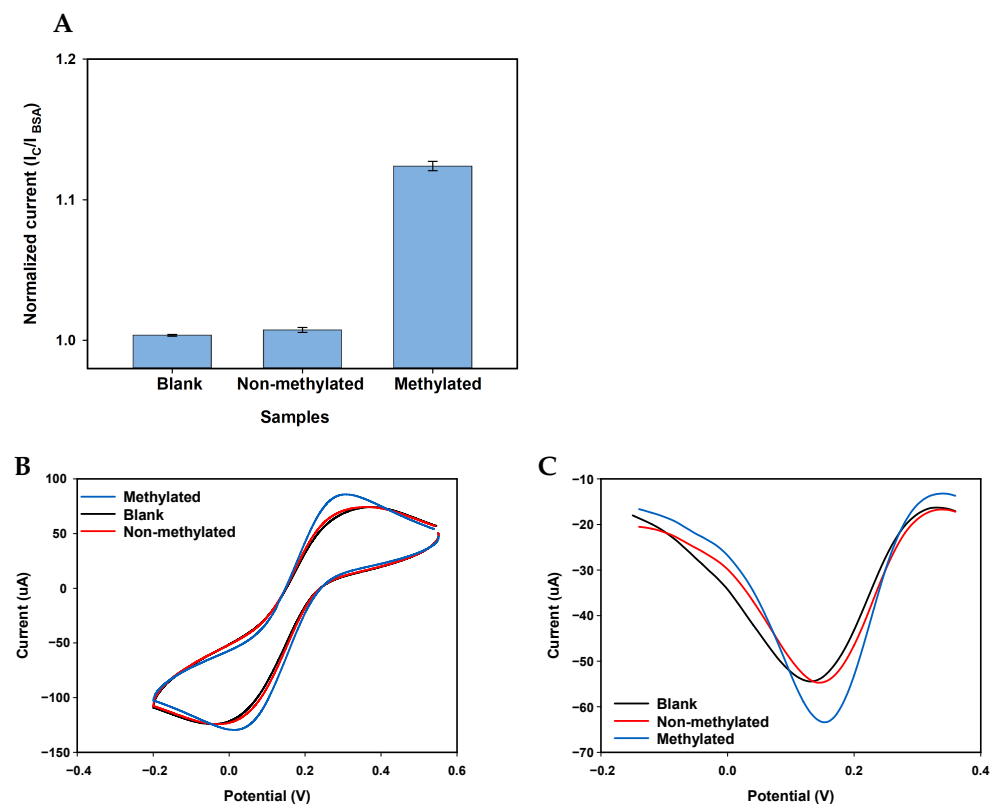 A
1.2
1.1
1.0
Normalized current (I_C/I_BSA)
Blank Non-methylated Methylated
Samples
B
100
50
0
−50
−100
−150
Current (uA)
Methylated
Blank
Non-methylated
−0.4 −0.2 0.0 0.2 0.4 0.6
Potential (V)
C
−10
−20
−30
−40
−50
−60
−70
Current (uA)
Blank
Non-methylated
Methylated
−0.2 0.0 0.2 0.4
Potential (V)